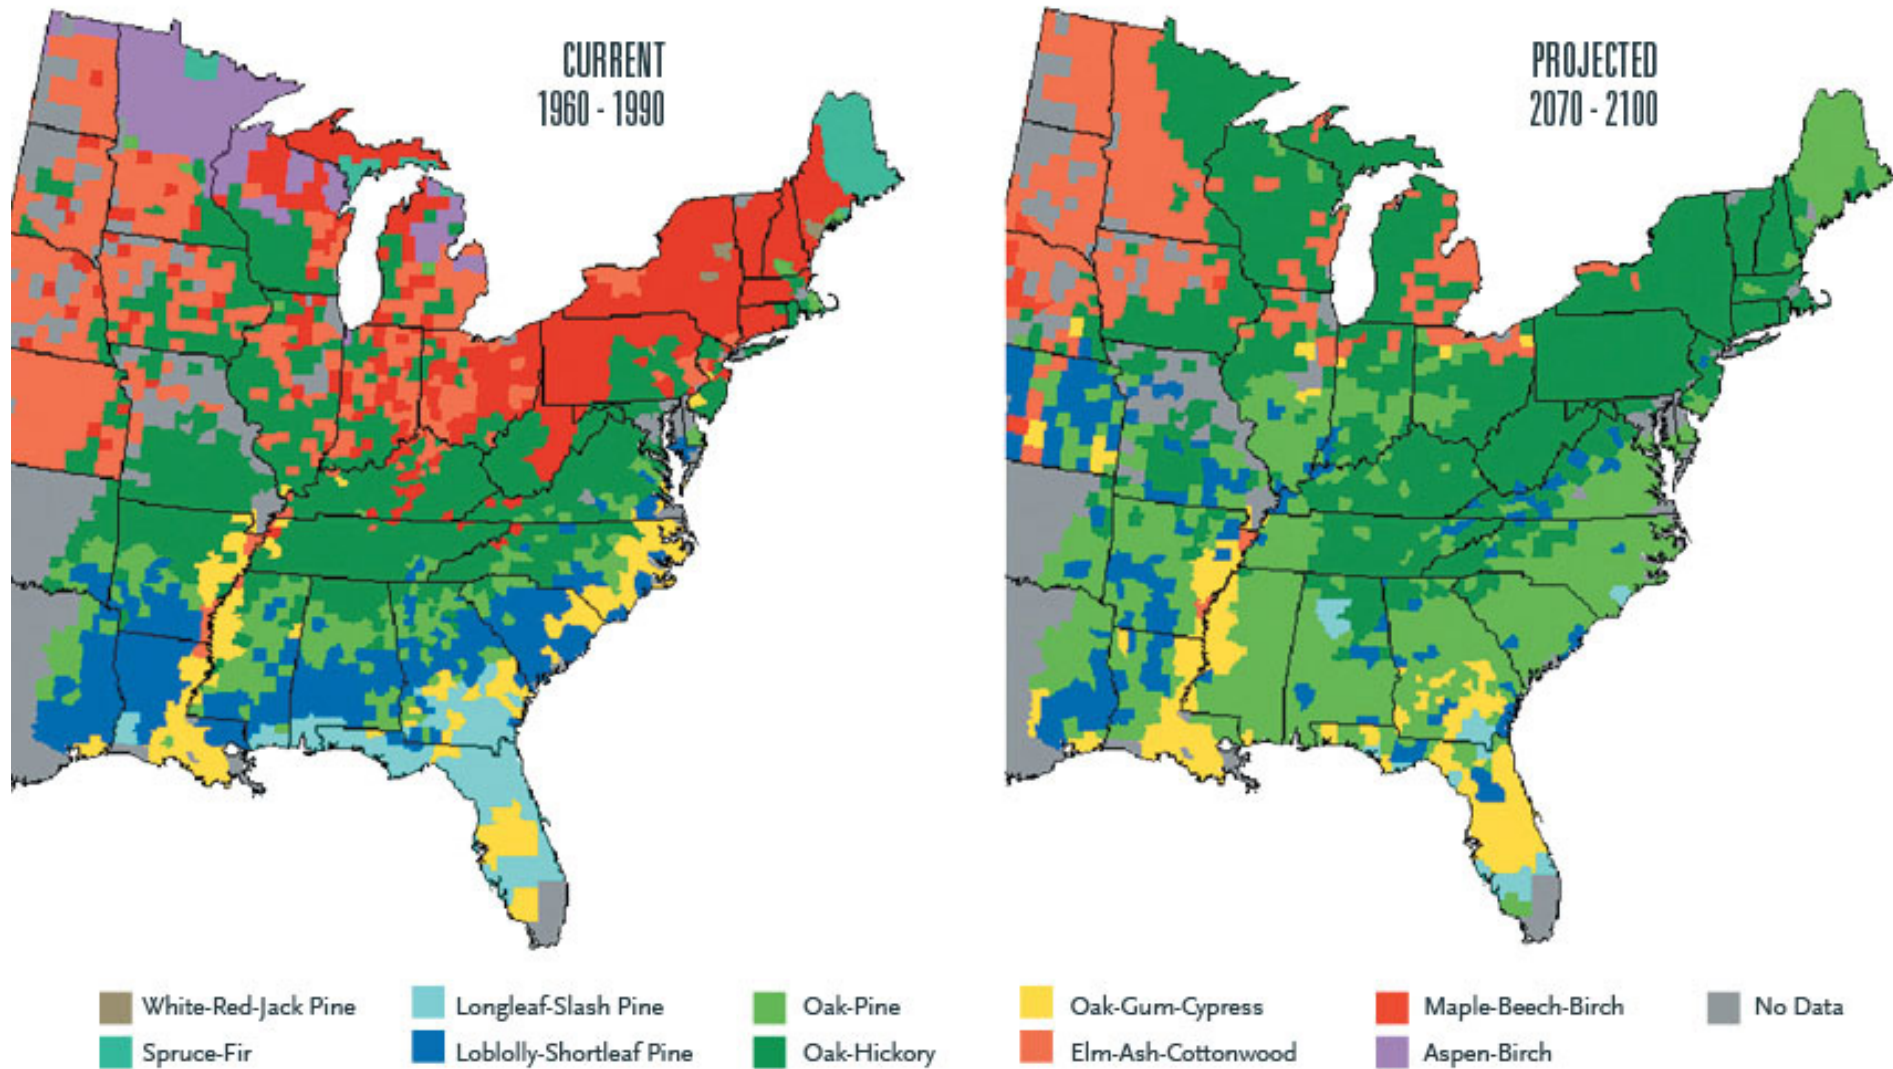 CURRENT
1960 - 1990
PROJECTED
2070 - 2100
White-Red-Jack Pine
Longleaf-Slash Pine
Oak-Pine
Oak-Gum-Cypress
Maple-Beech-Birch
No Data
Spruce-Fir
Loblolly-Shortleaf Pine
Oak-Hickory
Elm-Ash-Cottonwood
Aspen-Birch